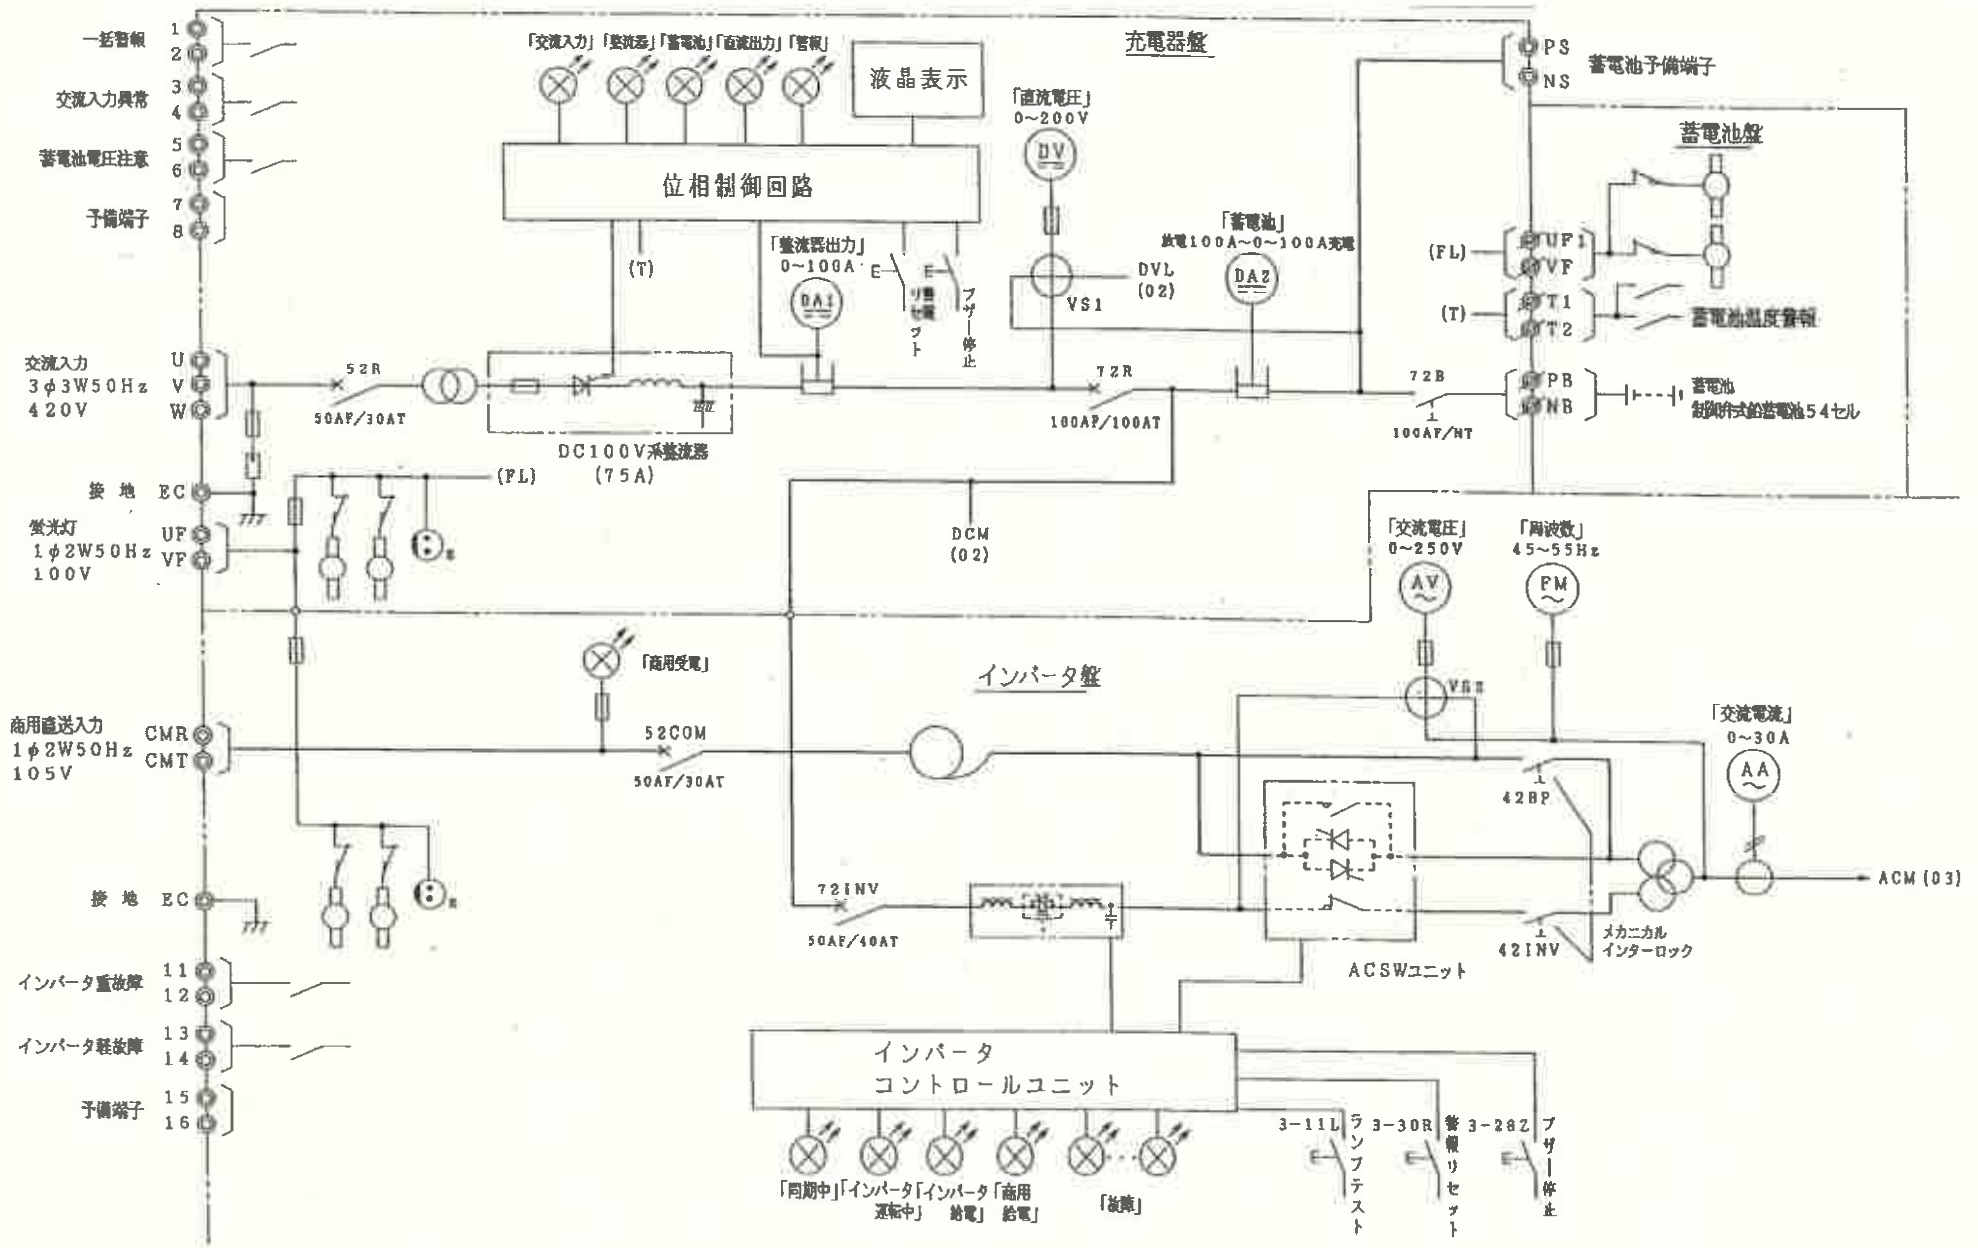 一括警報
1
2
交流入力異常
3
4
蓄電池電圧注意
5
6
予備端子
7
8
交流入力
3φ3W50Hz
420V
U
V
W
接地 EC
蛍光灯
1φ2W50Hz
100V
UF
VF
充電器盤
「交流入力」「整流器」「蓄電池」「直流出力」「警報」
液晶表示
位相制御回路
(T)
「整流器出力」
0~100A
DA1
ブザー停止
「直流電圧」
0~200V
DV
VS1
DVL
(02)
「蓄電池」
放電100A~0~100A充電
DA2
52R
50AF/30AT
DC100V系整流器
(75A)
72R
100AF/100AT
72B
100AF/NT
(FL)
E
DCM
(02)
PS
NS
蓄電池予備端子
蓄電池盤
(FL)
UF1
VF
(T)
T1
T2
蓄電池温度警報
PB
NB
蓄電池
制御弁式鉛蓄電池54セル
商用直送入力
1φ2W50Hz
105V
CMR
CMT
接地 EC
インバータ重故障
11
12
インバータ軽故障
13
14
予備端子
15
16
インバータ盤
「商用受電」
52COM
50AF/30AT
E
72INV
50AF/40AT
「交流電圧」
0~250V
AV
VS2
「周波数」
45~55Hz
FM
「交流電流」
0~30A
AA
42BP
42INV
メカニカル
インターロック
ACSWユニット
ACM(03)
インバータ
コントロールユニット
「同期中」「インバータ運転中」「インバータ給電」「商用給電」
「故障」
3-11L
ランプテスト
3-30R
警報リセット
3-28Z
ブザー停止